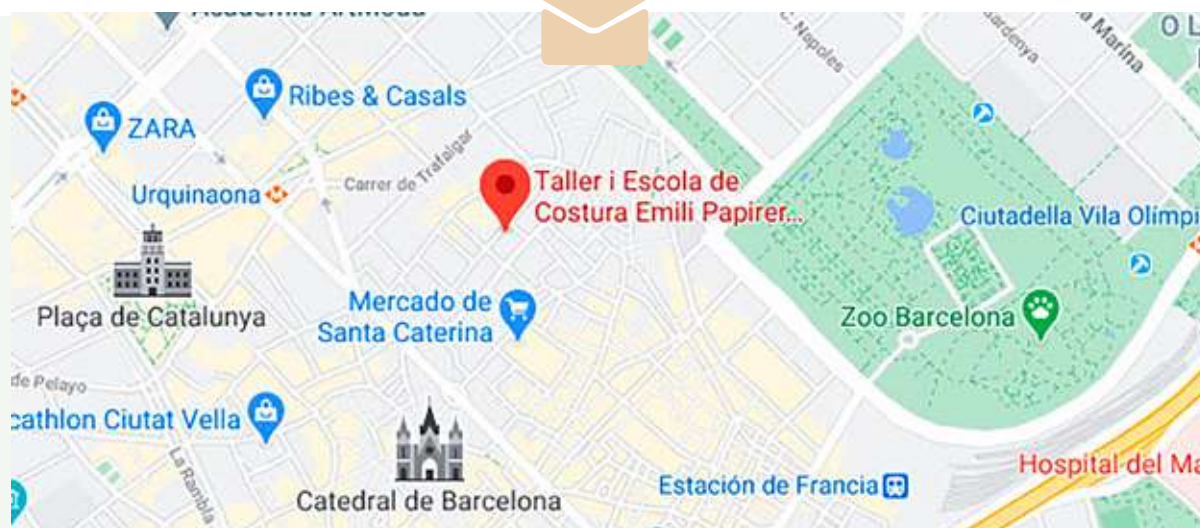 Academia ArtModa
C. Napoles
a Marina
O L
Ribes & Casals
ZARA
Carrer de Trafalgar
Urquinaona
Taller i Escola de
Costura Emili Papirer...
Ciutadella Vila Olímpi
Plaça de Catalunya
Mercado de
Santa Caterina
Zoo Barcelona
de Pelayo
cathlon Ciutat Vella
La Rambla
Catedral de Barcelona
Estación de Francia
Hospital del Ma